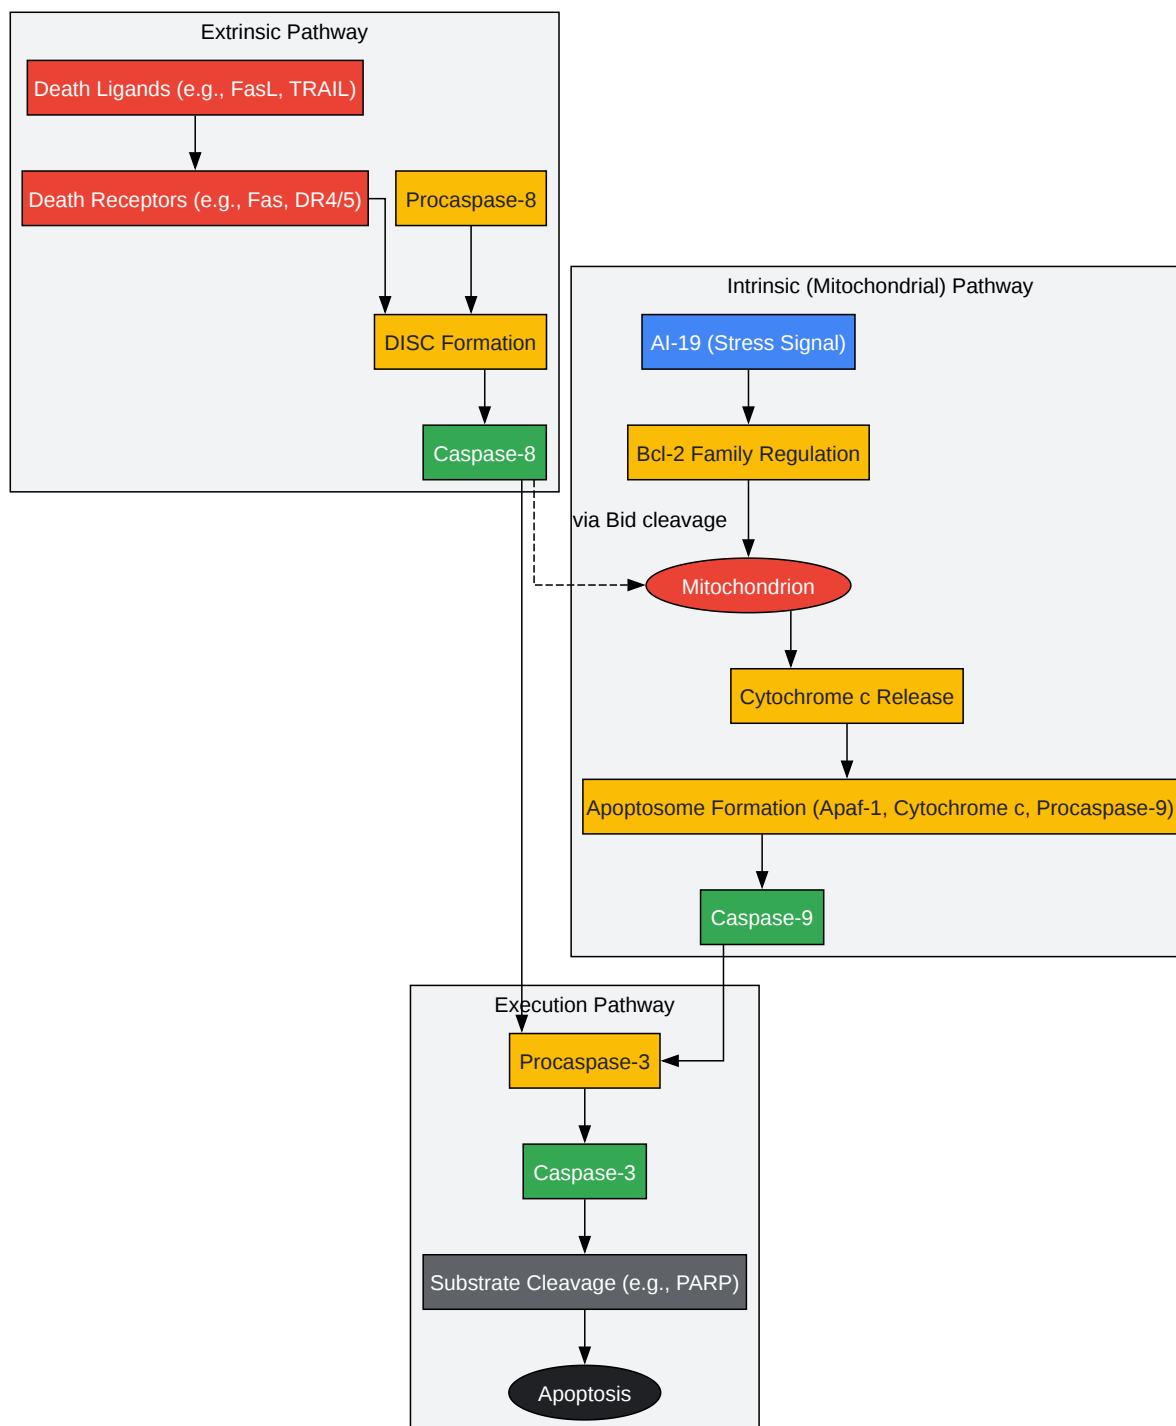 Extrinsic Pathway
Death Ligands (e.g., FasL, TRAIL)
Death Receptors (e.g., Fas, DR4/5)
Procaspase-8
DISC Formation
Caspase-8
Intrinsic (Mitochondrial) Pathway
AI-19 (Stress Signal)
Bcl-2 Family Regulation
via Bid cleavage
Mitochondrion
Cytochrome c Release
Apoptosome Formation (Apaf-1, Cytochrome c, Procaspase-9)
Caspase-9
Execution Pathway
Procaspase-3
Caspase-3
Substrate Cleavage (e.g., PARP)
Apoptosis